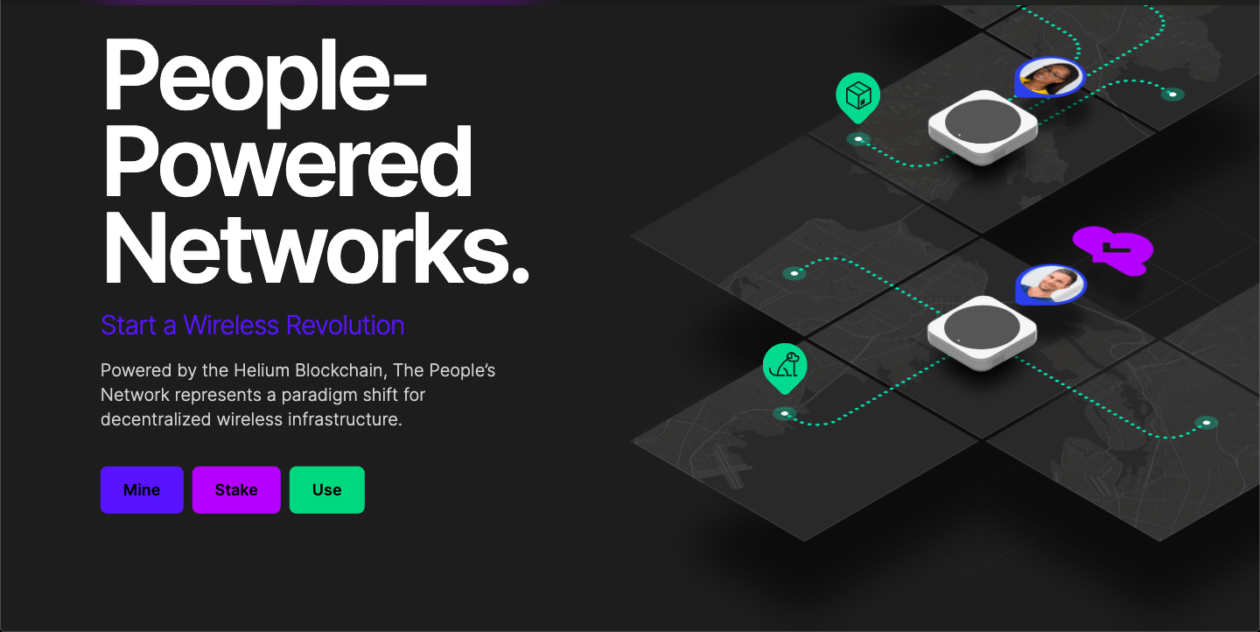 People-
Powered
Networks.
Start a Wireless Revolution
Powered by the Helium Blockchain, The People’s
Network represents a paradigm shift for
decentralized wireless infrastructure.
Mine
Stake
Use